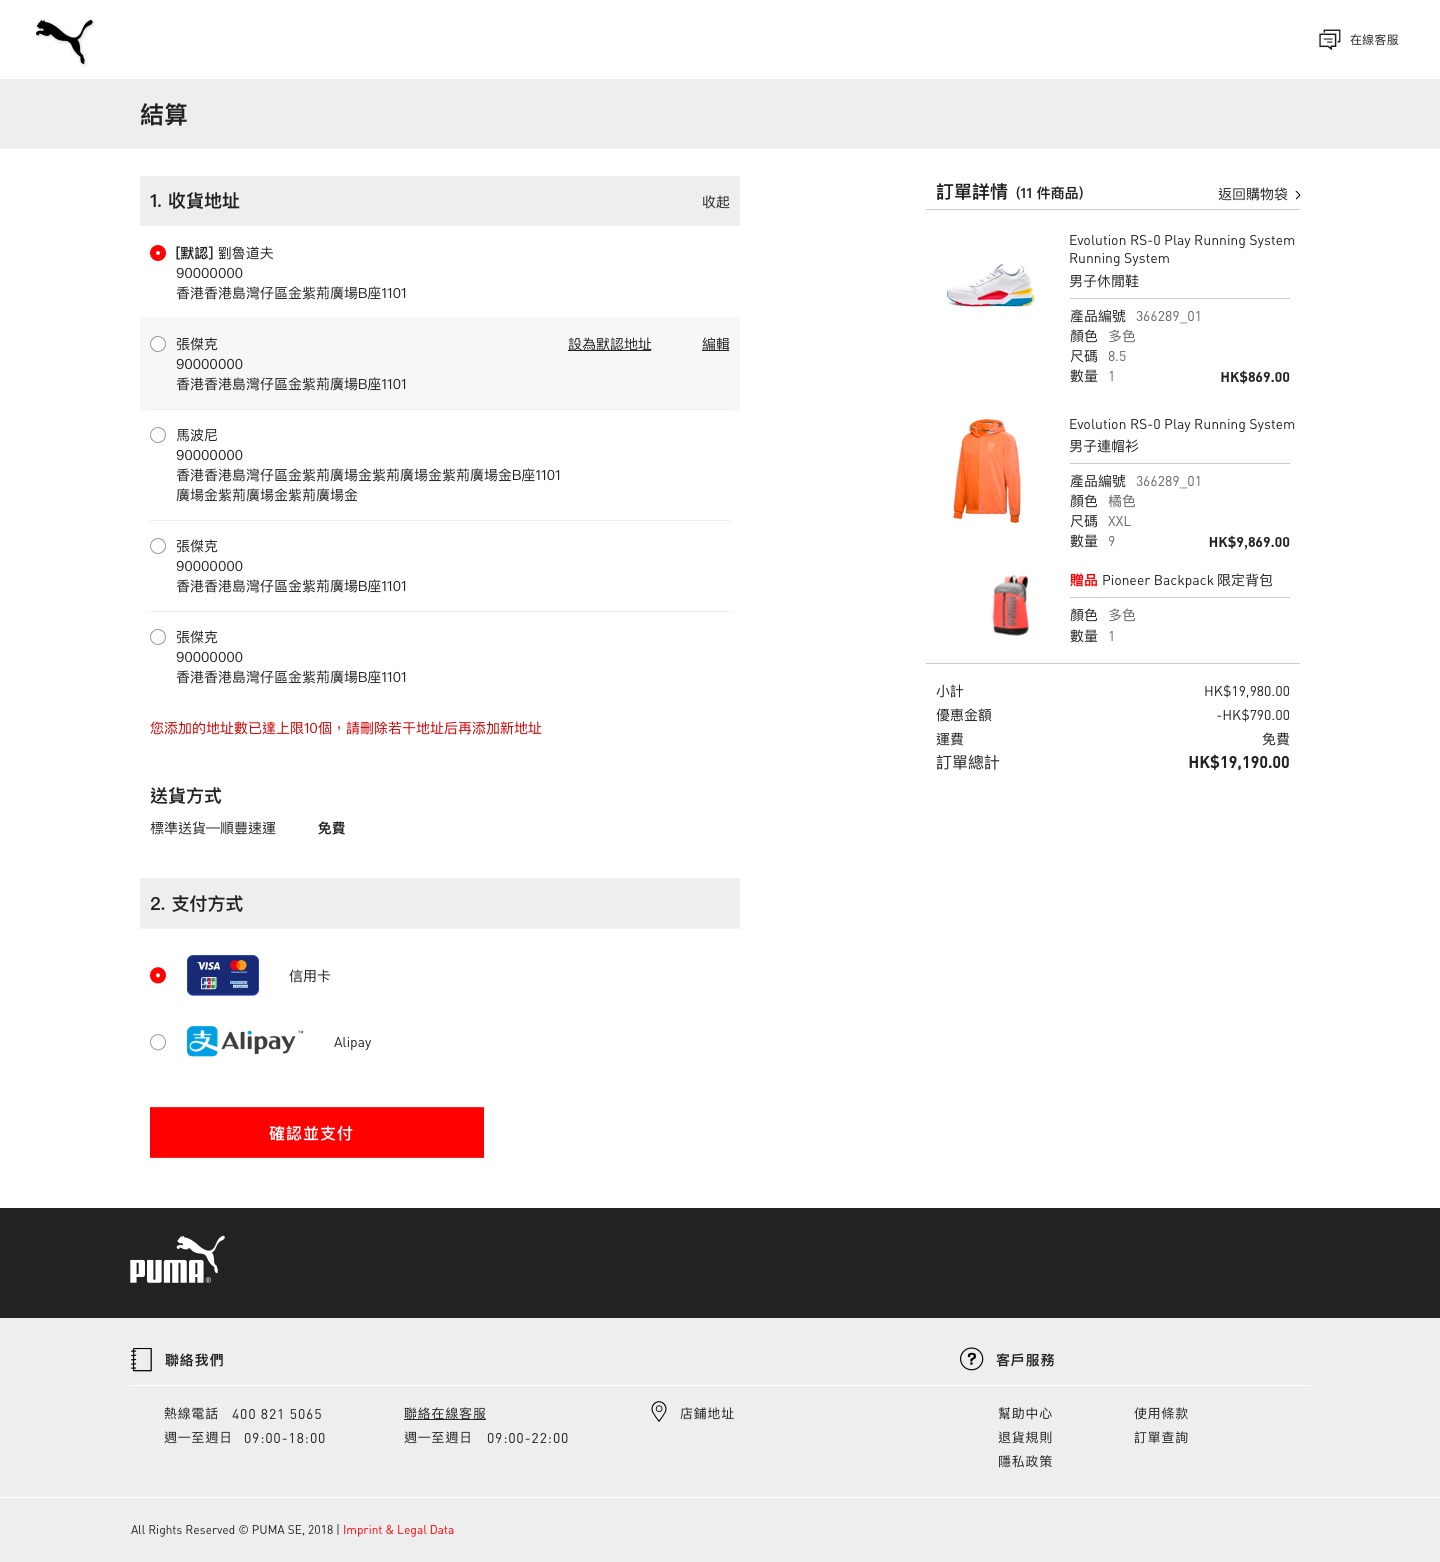 在線客服
結算
1. 收貨地址
收起
[默認] 劉魯道夫
90000000
香港香港島灣仔區金紫荊廣場B座1101
張傑克
設為默認地址
編輯
90000000
香港香港島灣仔區金紫荊廣場B座1101
馬波尼
90000000
香港香港島灣仔區金紫荊廣場金紫荊廣場金紫荊廣場金B座1101
廣場金紫荊廣場金紫荊廣場金
張傑克
90000000
香港香港島灣仔區金紫荊廣場B座1101
張傑克
90000000
香港香港島灣仔區金紫荊廣場B座1101
您添加的地址數已達上限10個，請刪除若干地址后再添加新地址
送貨方式
標準送貨—順豐速運 免費
2. 支付方式
VISA
JCB
信用卡
支 Alipay ™
Alipay
確認並支付
訂單詳情 (11 件商品)
返回購物袋
Evolution RS-0 Play Running System
Running System
男子休閒鞋
產品編號 366289_01
顏色 多色
尺碼 8.5
數量 1
HK$869.00
Evolution RS-0 Play Running System
男子連帽衫
產品編號 366289_01
顏色 橘色
尺碼 XXL
數量 9
HK$9,869.00
贈品 Pioneer Backpack 限定背包
顏色 多色
數量 1
小計 HK$19,980.00
優惠金額 -HK$790.00
運費 免費
訂單總計 HK$19,190.00
PUMA®
聯絡我們
熱線電話 400 821 5065
週一至週日 09:00-18:00
聯絡在線客服
週一至週日 09:00-22:00
店鋪地址
? 客戶服務
幫助中心
退貨規則
隱私政策
使用條款
訂單查詢
All Rights Reserved © PUMA SE, 2018 | Imprint & Legal Data